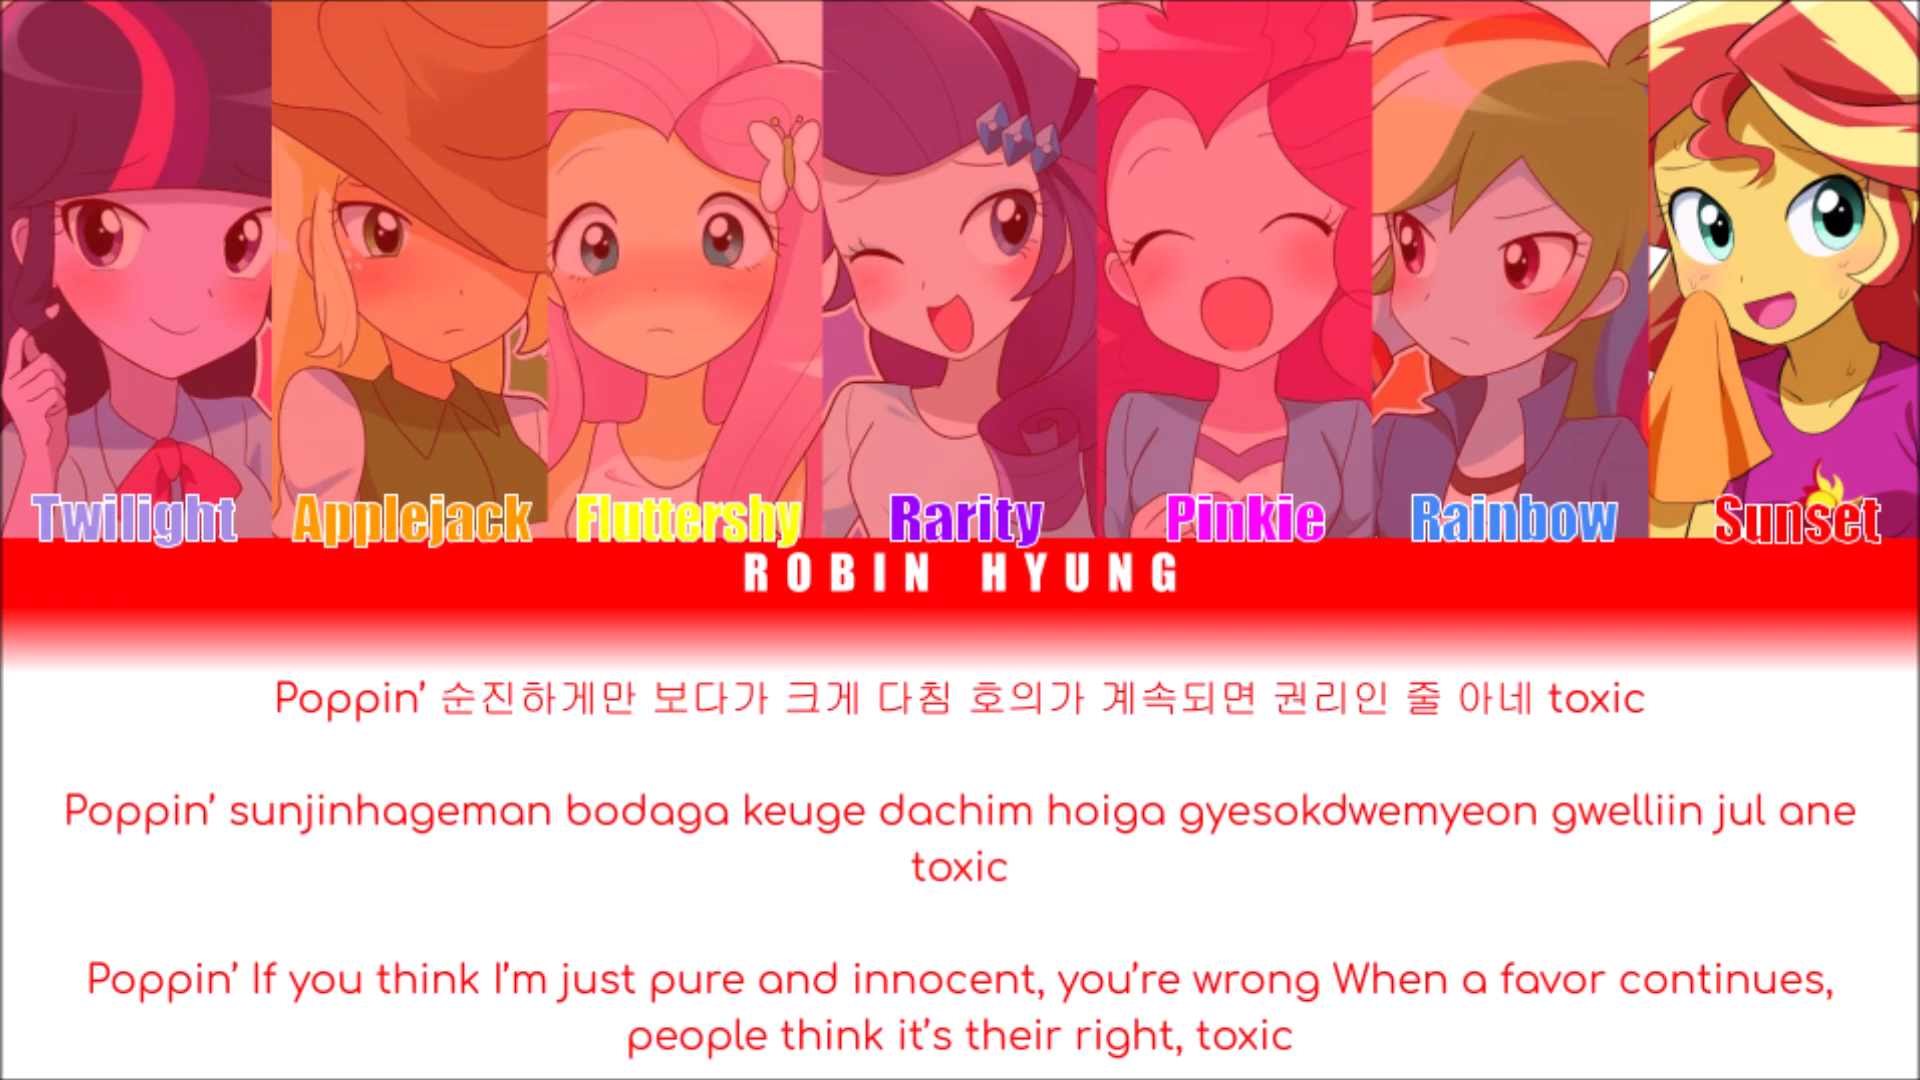 Twilight Applejack Fluttershy Rarity Pinkie Rainbow Sunset
ROBIN HYUNG
Poppin' 순진하게만 보다가 크게 다침 호의가 계속되면 권리인 줄 아네 toxic
Poppin' sunjinhageman bodaga keuge dachim hoiga gyesokdwemyeon gwelliin jul ane
toxic
Poppin' If you think I'm just pure and innocent, you're wrong When a favor continues,
people think it's their right, toxic